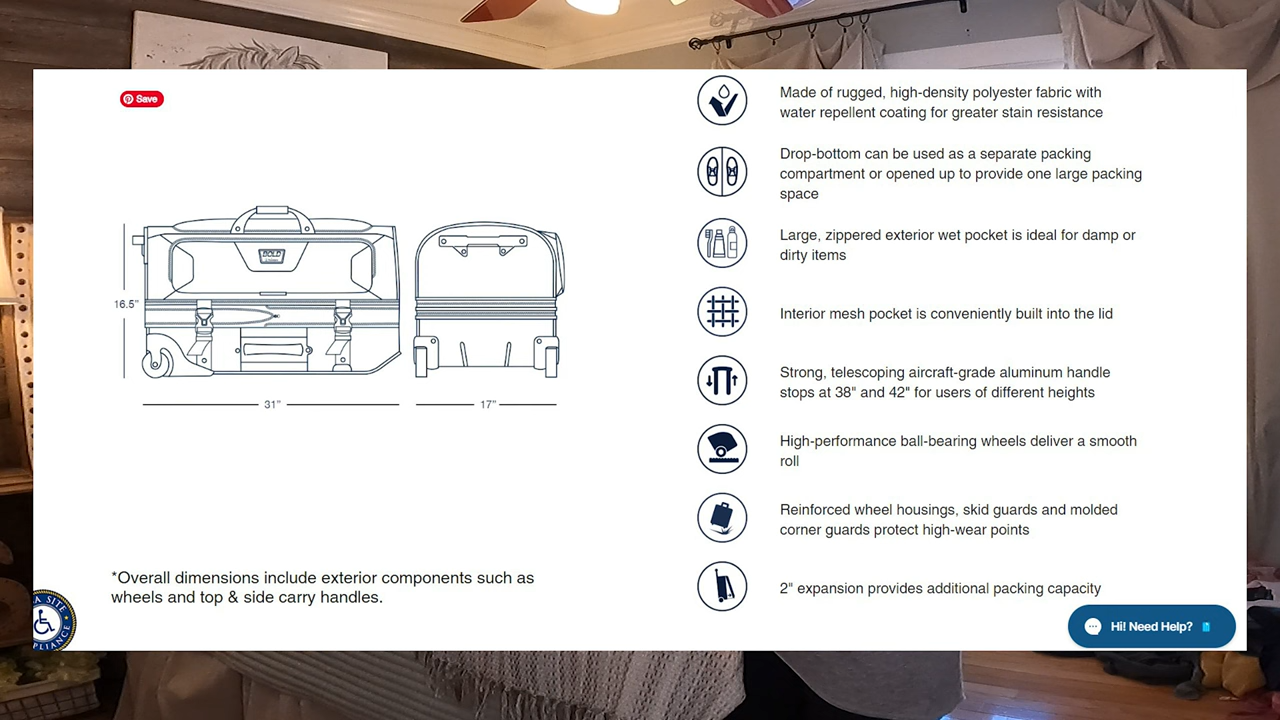 Save
Made of rugged, high-density polyester fabric with
water repellent coating for greater stain resistance
Drop-bottom can be used as a separate packing
compartment or opened up to provide one large packing
space
Large, zippered exterior wet pocket is ideal for damp or
dirty items
Interior mesh pocket is conveniently built into the lid
Strong, telescoping aircraft-grade aluminum handle
stops at 38" and 42" for users of different heights
High-performance ball-bearing wheels deliver a smooth
roll
Reinforced wheel housings, skid guards and molded
corner guards protect high-wear points
2" expansion provides additional packing capacity
BOLD
16.5"
31"
17"
*Overall dimensions include exterior components such as
wheels and top & side carry handles.
A SITE
PLIANCE
Hi! Need Help?